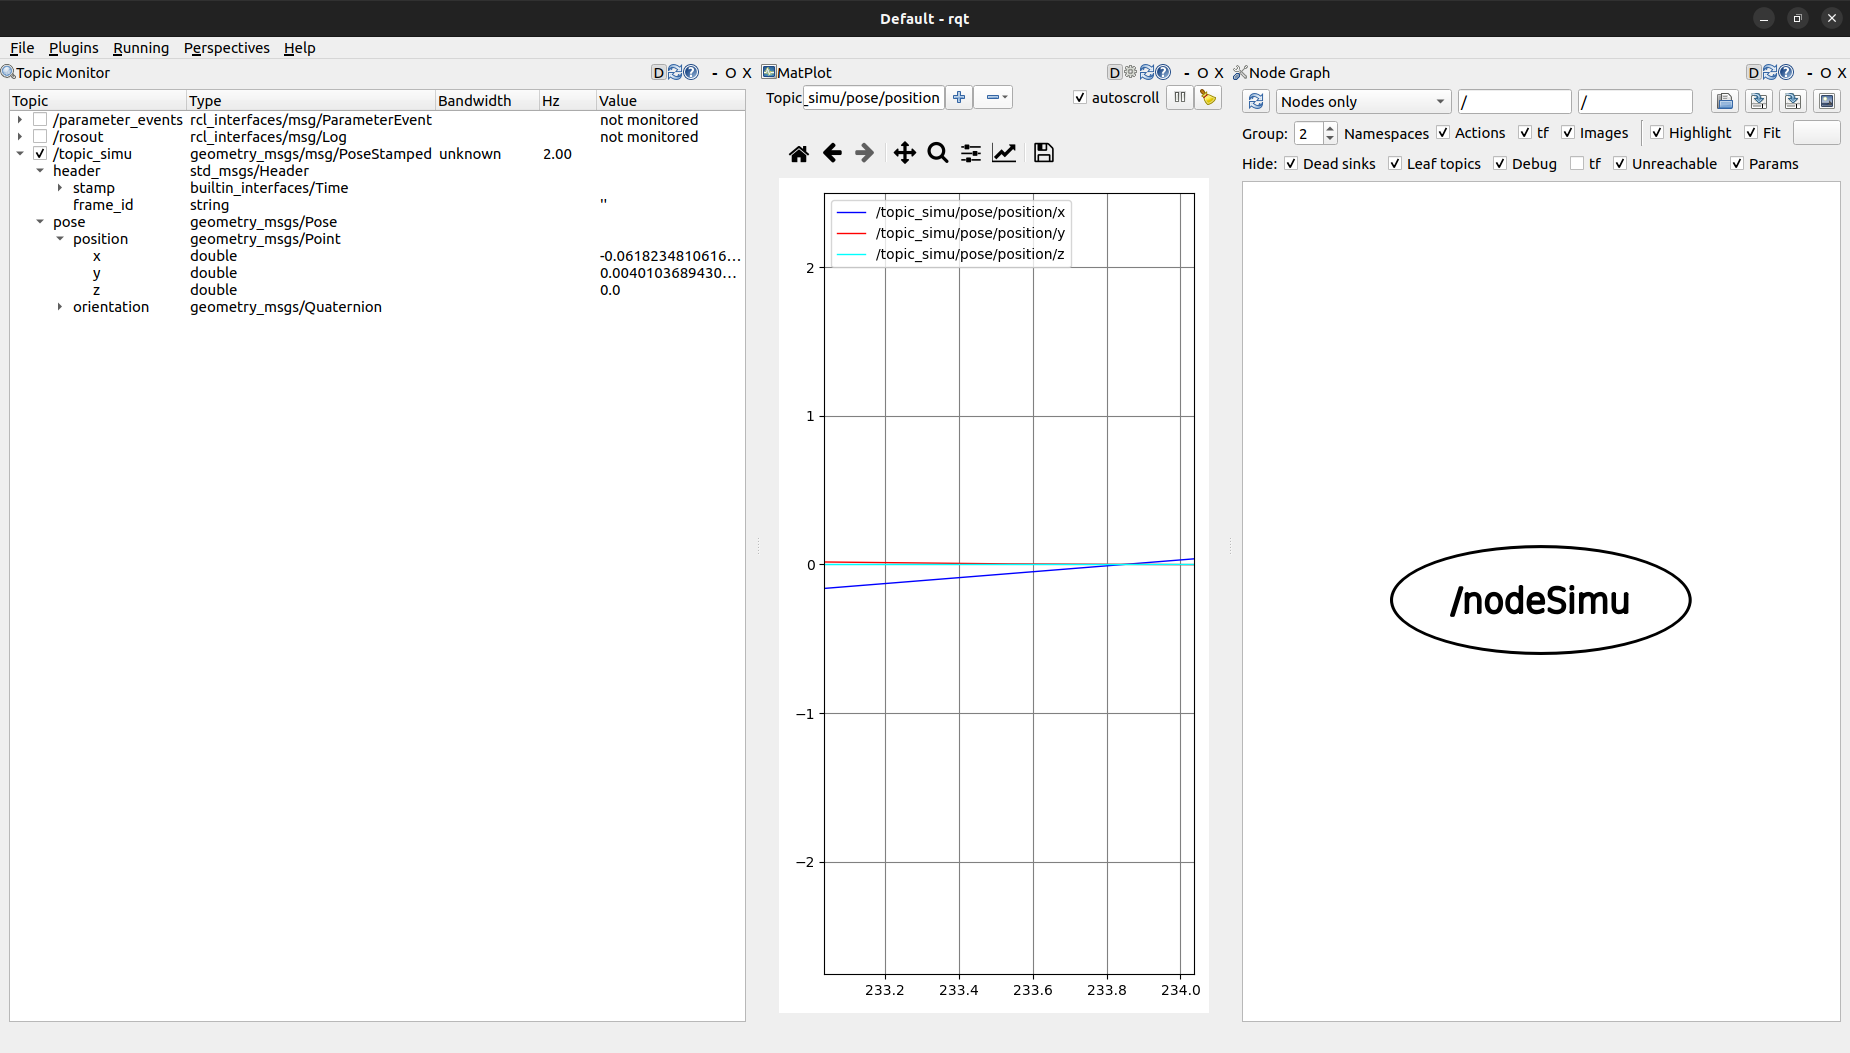 Default - rqt
File Plugins Running Perspectives Help
Topic Monitor D - O X
Topic Type Bandwidth Hz Value
/parameter_events rcl_interfaces/msg/ParameterEvent not monitored
/rosout rcl_interfaces/msg/Log not monitored
/topic_simu geometry_msgs/msg/PoseStamped unknown 2.00
header std_msgs/Header
stamp builtin_interfaces/Time
frame_id string ''
pose geometry_msgs/Pose
position geometry_msgs/Point
x double -0.0618234810616...
y double 0.0040103689430...
z double 0.0
orientation geometry_msgs/Quaternion
MatPlot D - O X
Topic _simu/pose/position autoscroll
/topic_simu/pose/position/x
/topic_simu/pose/position/y
/topic_simu/pose/position/z
2
1
0
−1
−2
233.2 233.4 233.6 233.8 234.0
Node Graph D - O X
Nodes only / /
Group: 2 Namespaces Actions tf Images Highlight Fit
Hide: Dead sinks Leaf topics Debug tf Unreachable Params
/nodeSimu